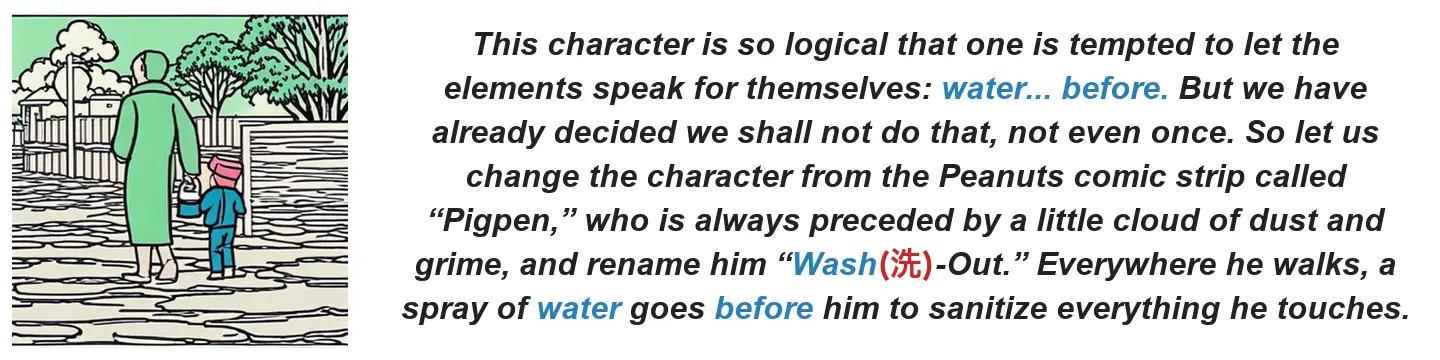 This character is so logical that one is tempted to let the
elements speak for themselves: water... before. But we have
already decided we shall not do that, not even once. So let us
change the character from the Peanuts comic strip called
“Pigpen,” who is always preceded by a little cloud of dust and
grime, and rename him “Wash(洗)-Out.” Everywhere he walks, a
spray of water goes before him to sanitize everything he touches.